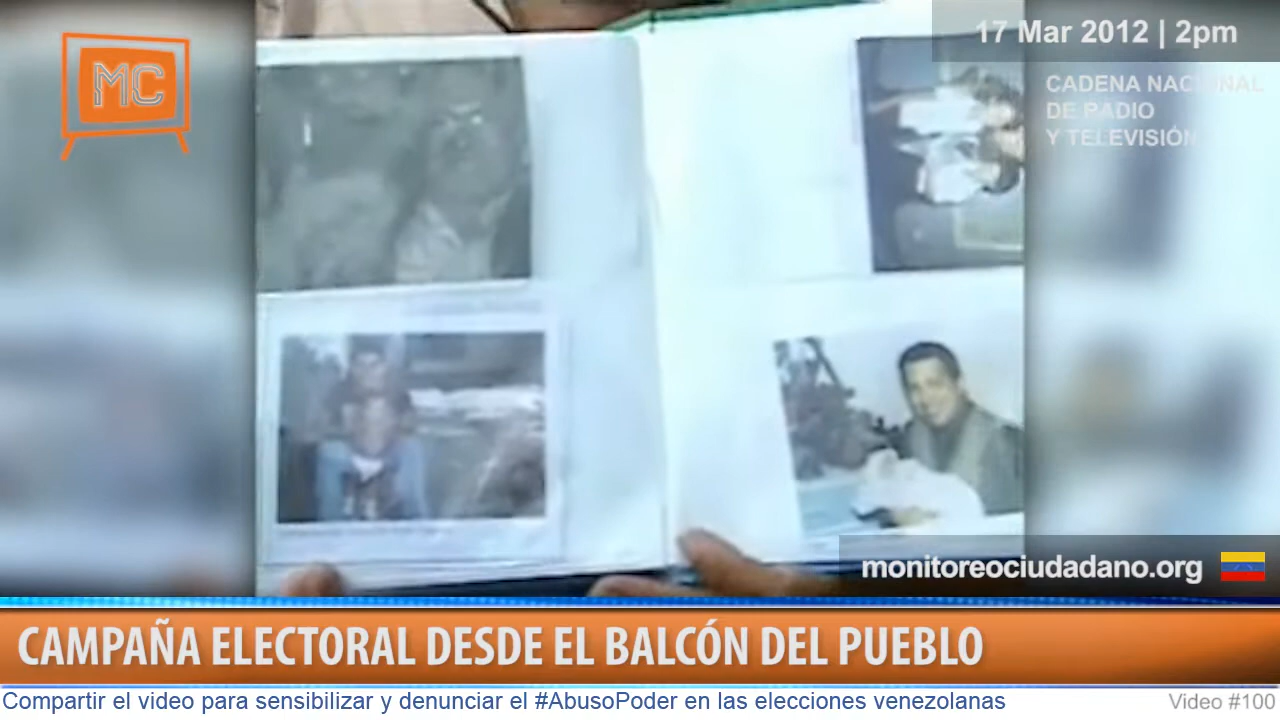 MC
17 Mar 2012 | 2pm
CADENA NACIONAL
DE RADIO
Y TELEVISIÓN
monitoreociudadano.org
CAMPAÑA ELECTORAL DESDE EL BALCÓN DEL PUEBLO
Compartir el video para sensibilizar y denunciar el #AbusoPoder en las elecciones venezolanas
Video #100